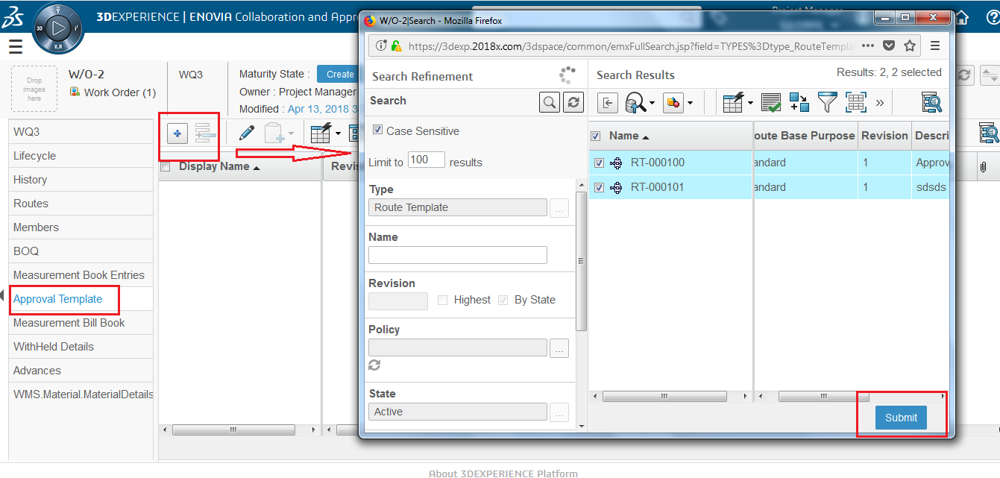 3DEXPERIENCE | ENOVIA Collaboration and Appro
3D
V.R
W/O-2|Search - Mozilla Firefox
https://3dexp.2018x.com/3dspace/common/emxFullSearch.jsp?field=TYPES%3Dtype_RouteTempla
Drop
images
here
W/O-2
Work Order (1)
WQ3
Maturity State : Create
Owner : Project Manager
Modified : Apr 13, 2018 3
WQ3
Lifecycle
History
Routes
Members
BOQ
Measurement Book Entries
Approval Template
Measurement Bill Book
WithHeld Details
Advances
WMS.Material.MaterialDetails
Display Name
Revis
Search Refinement
Search
Case Sensitive
Limit to 100 results
Type
Route Template
...
Name
Revision
Highest By State
Policy
...
State
Active
...
Search Results
Results: 2, 2 selected
Name oute Base Purpose Revision Descri
RT-000100 andard 1 Approv
RT-000101 andard 1 sdsds
Submit
About 3DEXPERIENCE Platform